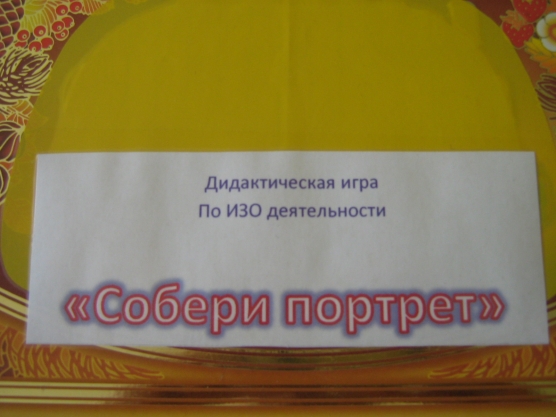 Дидактическая игра
По ИЗО деятельности
«Собери портрет»